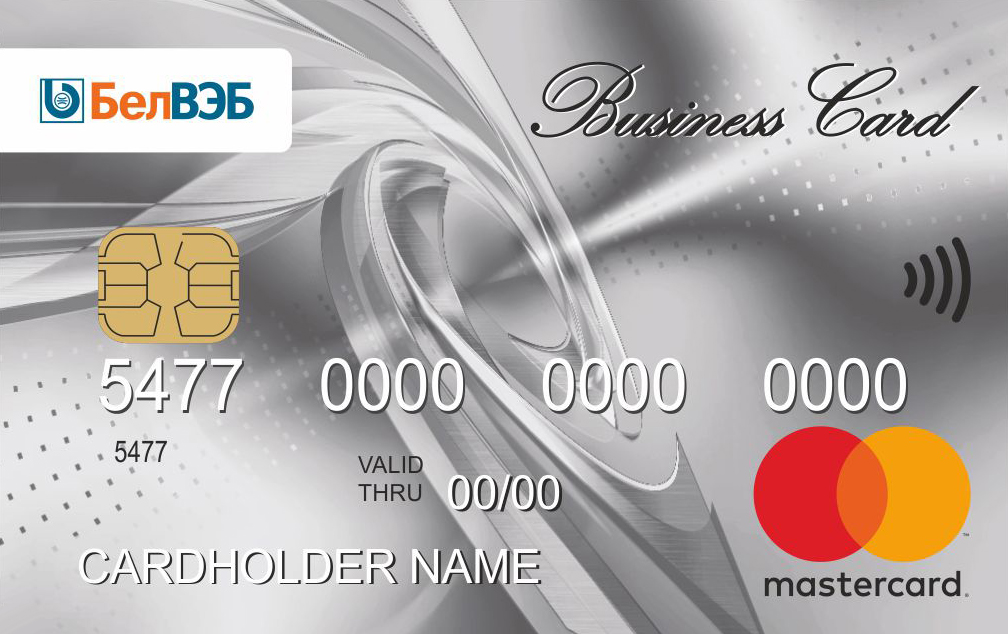 БелВЭБ
Business Card
5477 0000 0000 0000
5477
VALID
THRU 00/00
CARDHOLDER NAME
mastercard.